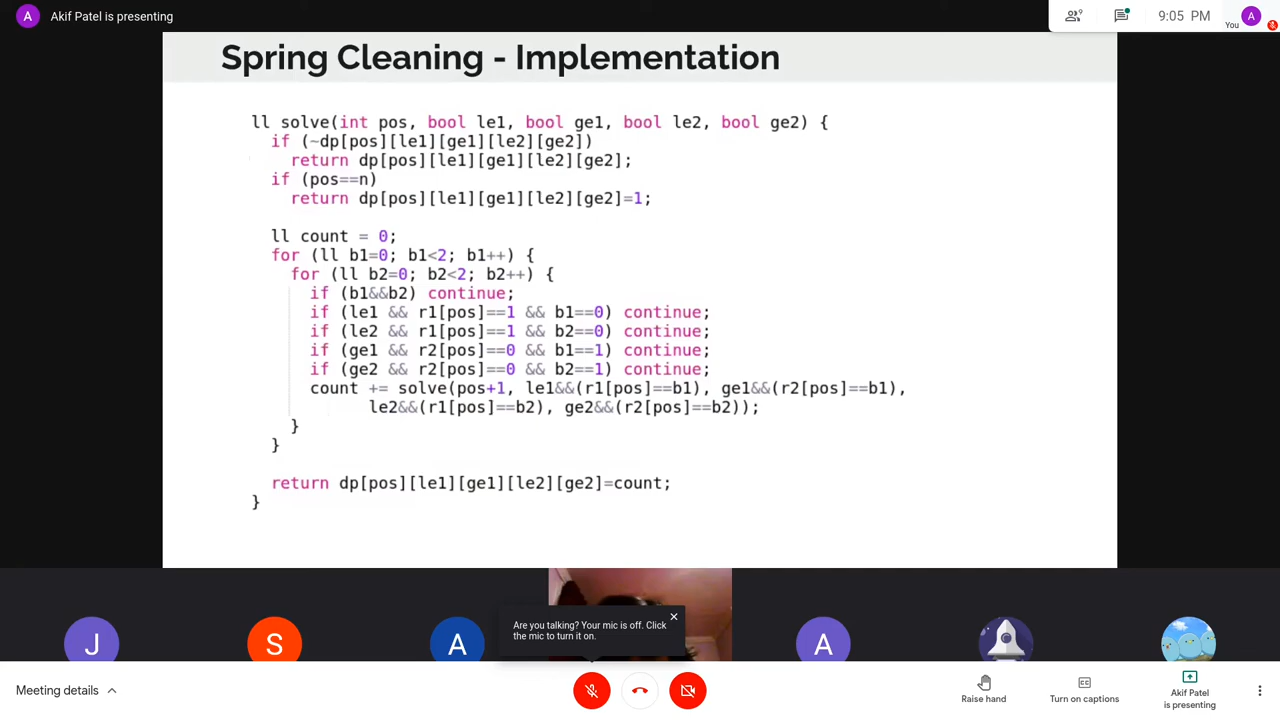 A Akif Patel is presenting
9
9:05 PM
You
A
Spring Cleaning - Implementation
ll solve(int pos, bool le1, bool ge1, bool le2, bool ge2) {
if (~dp[pos][le1][ge1][le2][ge2])
return dp[pos][le1][ge1][le2][ge2];
if (pos==n)
return dp[pos][le1][ge1][le2][ge2]=1;
ll count = 0;
for (ll b1=0; b1<2; b1++) {
for (ll b2=0; b2<2; b2++) {
if (b1&&b2) continue;
if (le1 && r1[pos]==1 && b1==0) continue;
if (le2 && r1[pos]==1 && b2==0) continue;
if (ge1 && r2[pos]==0 && b1==1) continue;
if (ge2 && r2[pos]==0 && b2==1) continue;
count += solve(pos+1, le1&&(r1[pos]==b1), ge1&&(r2[pos]==b1),
le2&&(r1[pos]==b2), ge2&&(r2[pos]==b2));
}
}
return dp[pos][le1][ge1][le2][ge2]=count;
}
J
S
A
Are you talking? Your mic is off. Click
the mic to turn it on.
A
Meeting details
Raise hand
CC
Turn on captions
Akif Patel
is presenting